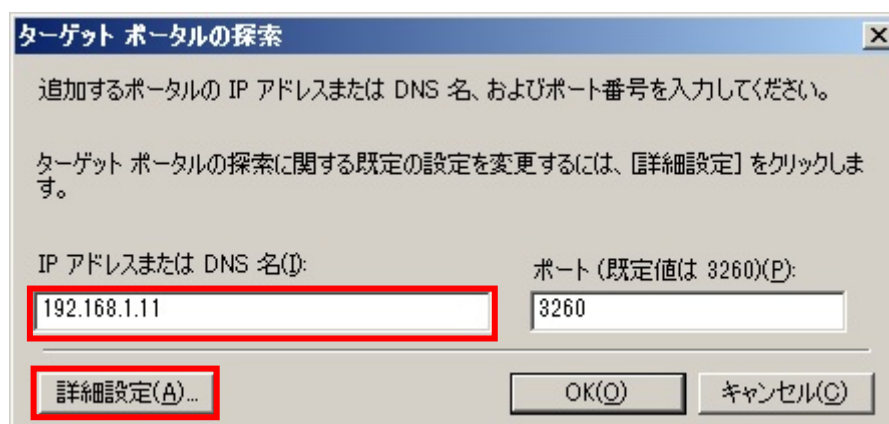 ターゲット ポータルの探索
追加するポータルの IP アドレスまたは DNS 名、およびポート番号を入力してください。
ターゲット ポータルの探索に関する既定の設定を変更するには、[詳細設定] をクリックしま
す。
IP アドレスまたは DNS 名(I):
ポート (既定値は 3260)(P):
192.168.1.11
3260
詳細設定(A)...
OK(O)
キャンセル(C)